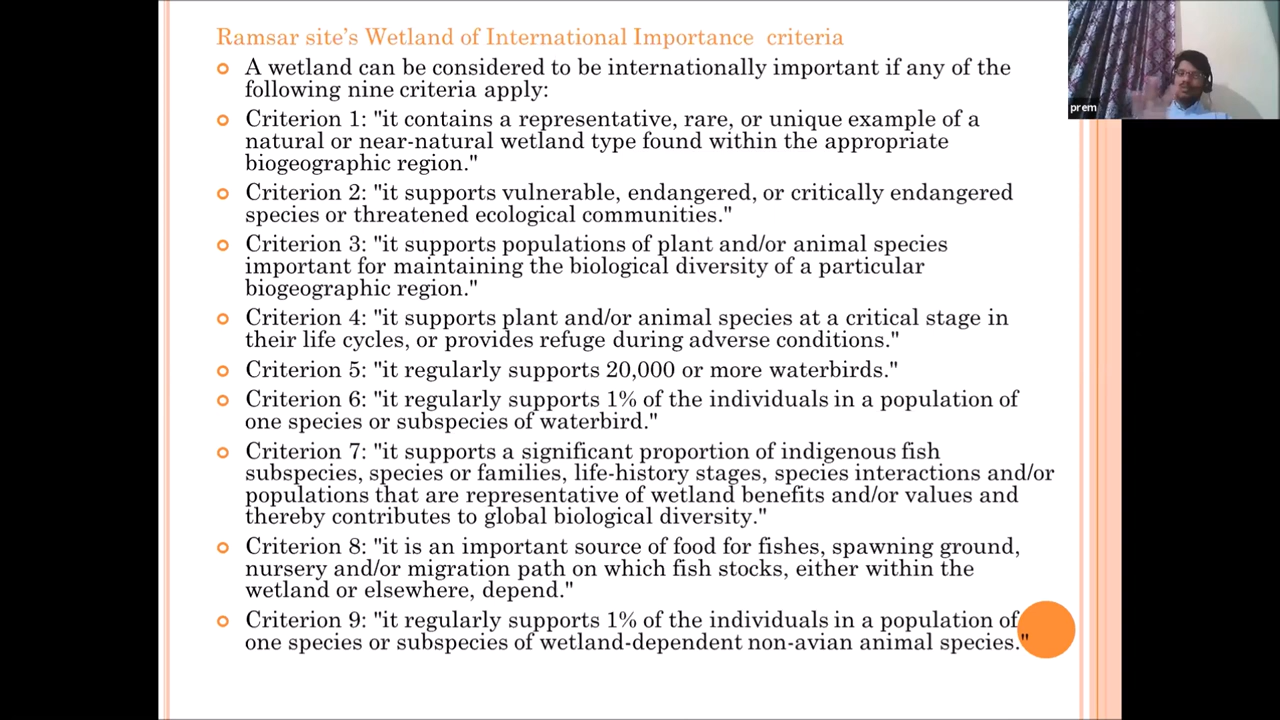 Ramsar site's Wetland of International Importance criteria
A wetland can be considered to be internationally important if any of the
following nine criteria apply:
Criterion 1: "it contains a representative, rare, or unique example of a
natural or near-natural wetland type found within the appropriate
biogeographic region."
Criterion 2: "it supports vulnerable, endangered, or critically endangered
species or threatened ecological communities."
Criterion 3: "it supports populations of plant and/or animal species
important for maintaining the biological diversity of a particular
biogeographic region."
Criterion 4: "it supports plant and/or animal species at a critical stage in
their life cycles, or provides refuge during adverse conditions."
Criterion 5: "it regularly supports 20,000 or more waterbirds."
Criterion 6: "it regularly supports 1% of the individuals in a population of
one species or subspecies of waterbird."
Criterion 7: "it supports a significant proportion of indigenous fish
subspecies, species or families, life-history stages, species interactions and/or
populations that are representative of wetland benefits and/or values and
thereby contributes to global biological diversity."
Criterion 8: "it is an important source of food for fishes, spawning ground,
nursery and/or migration path on which fish stocks, either within the
wetland or elsewhere, depend."
Criterion 9: "it regularly supports 1% of the individuals in a population of
one species or subspecies of wetland-dependent non-avian animal species."
prem